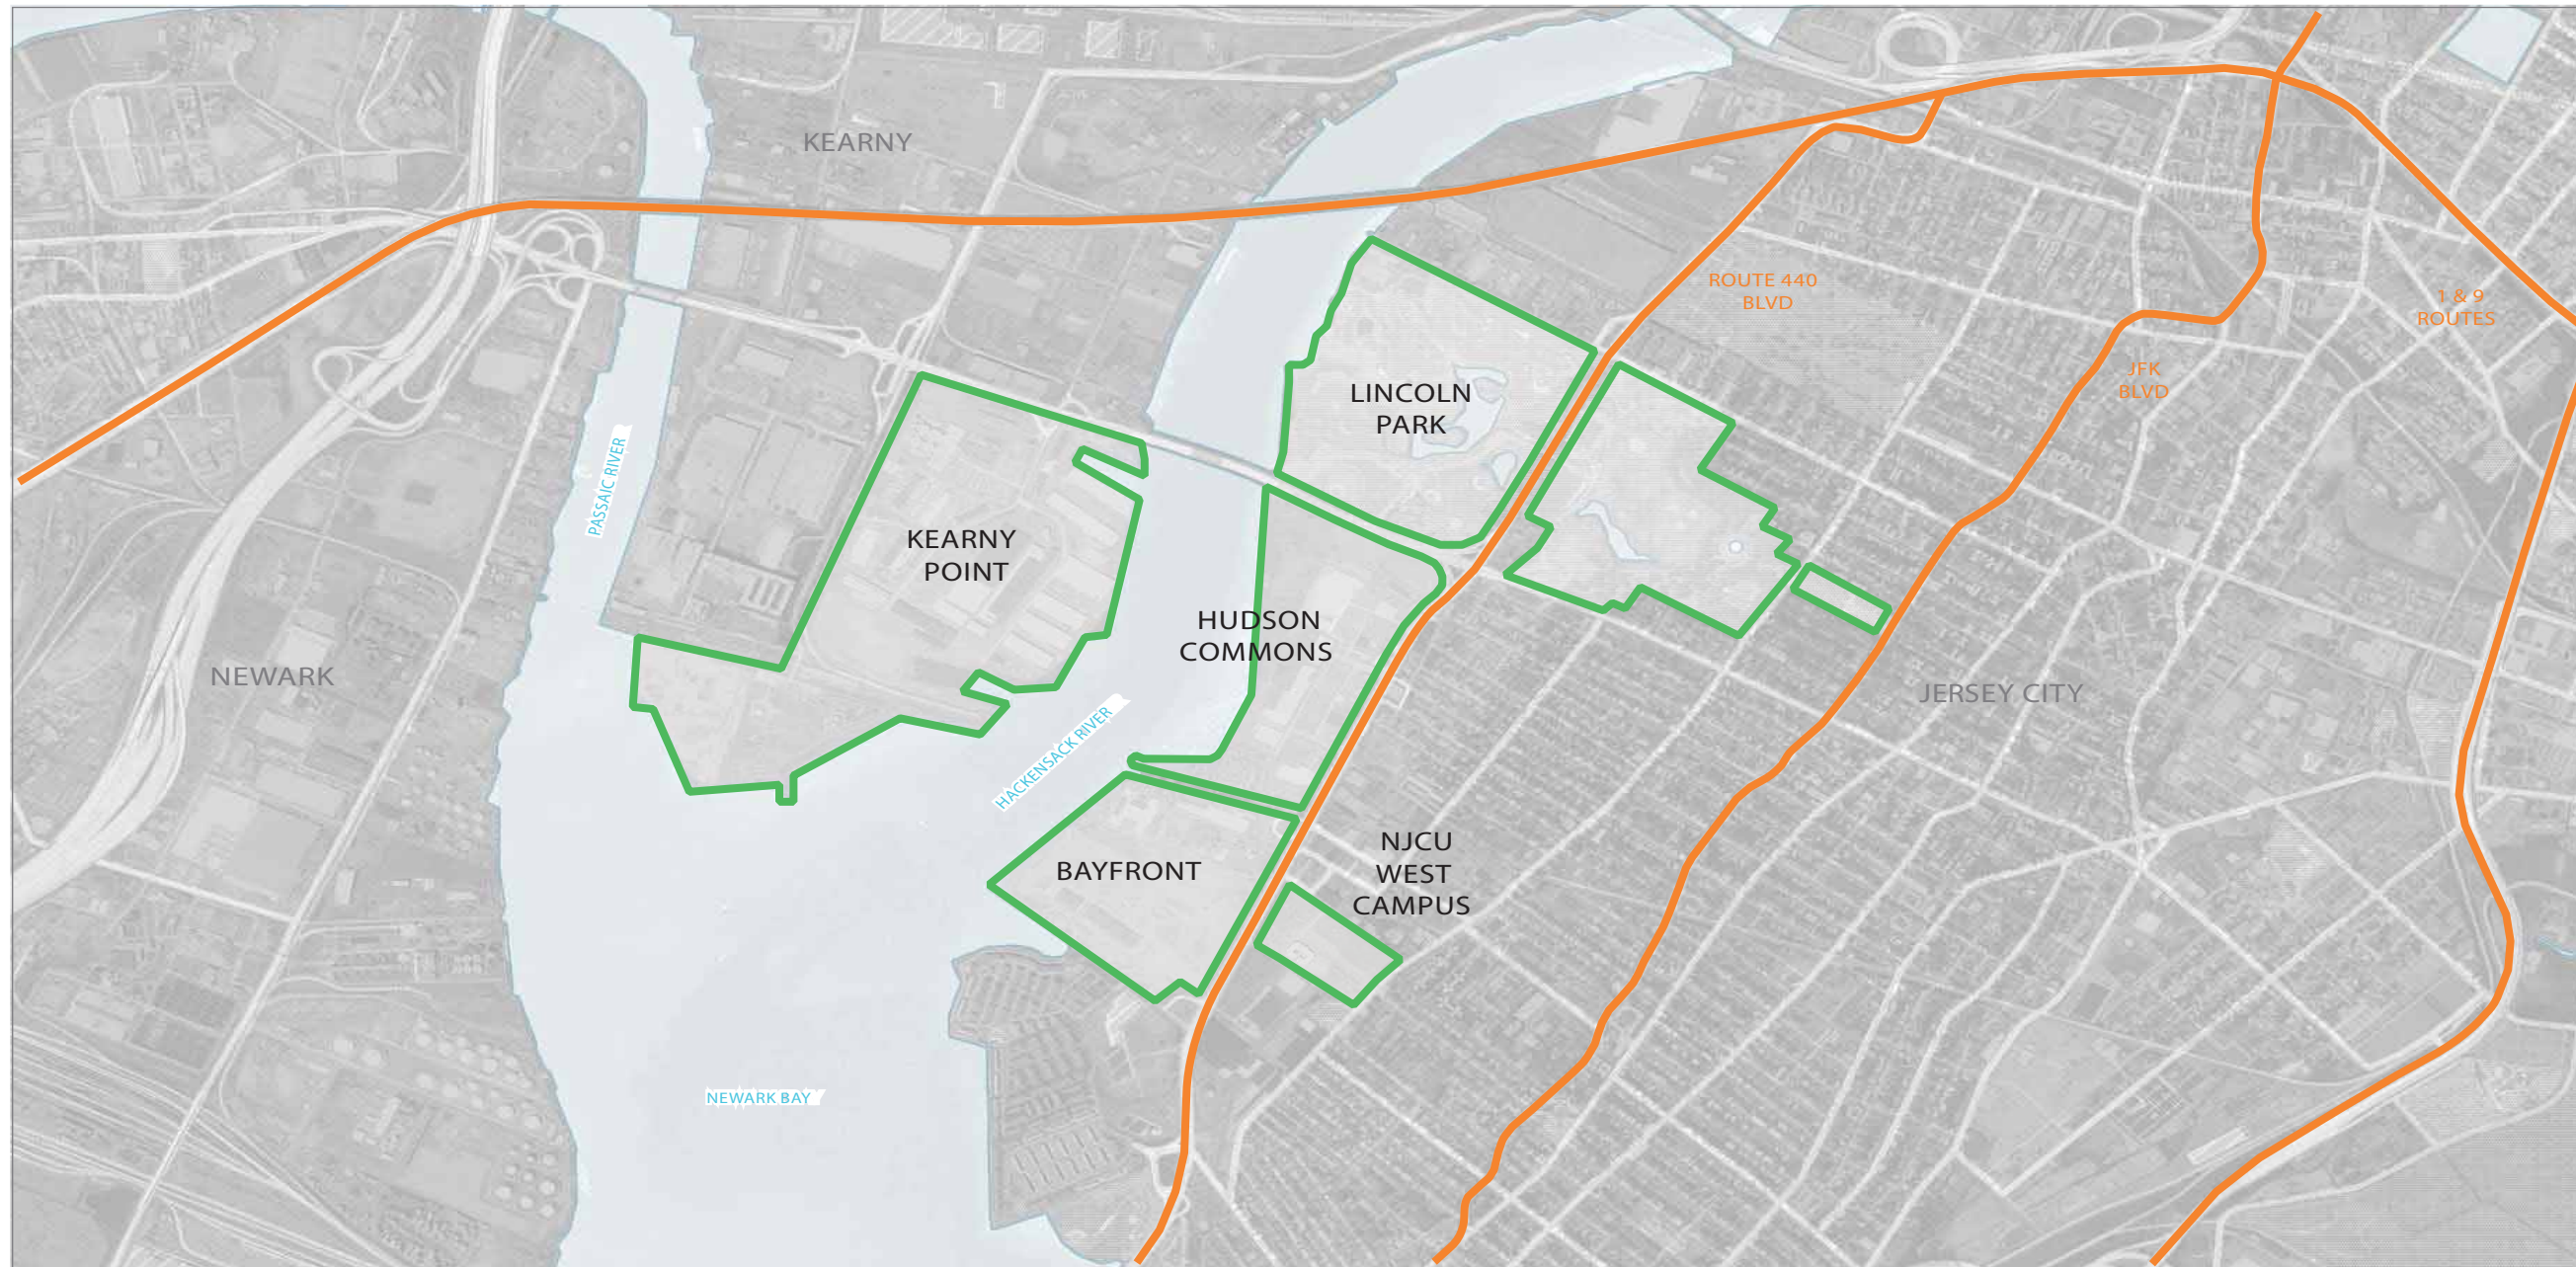 KEARNY
ROUTE 440
BLVD
1 & 9
ROUTES
JFK
BLVD
LINCOLN
PARK
PASSAIC RIVER
KEARNY
POINT
HUDSON
COMMONS
NEWARK
JERSEY CITY
HACKENSACK RIVER
NJCU
WEST
CAMPUS
BAYFRONT
NEWARK BAY